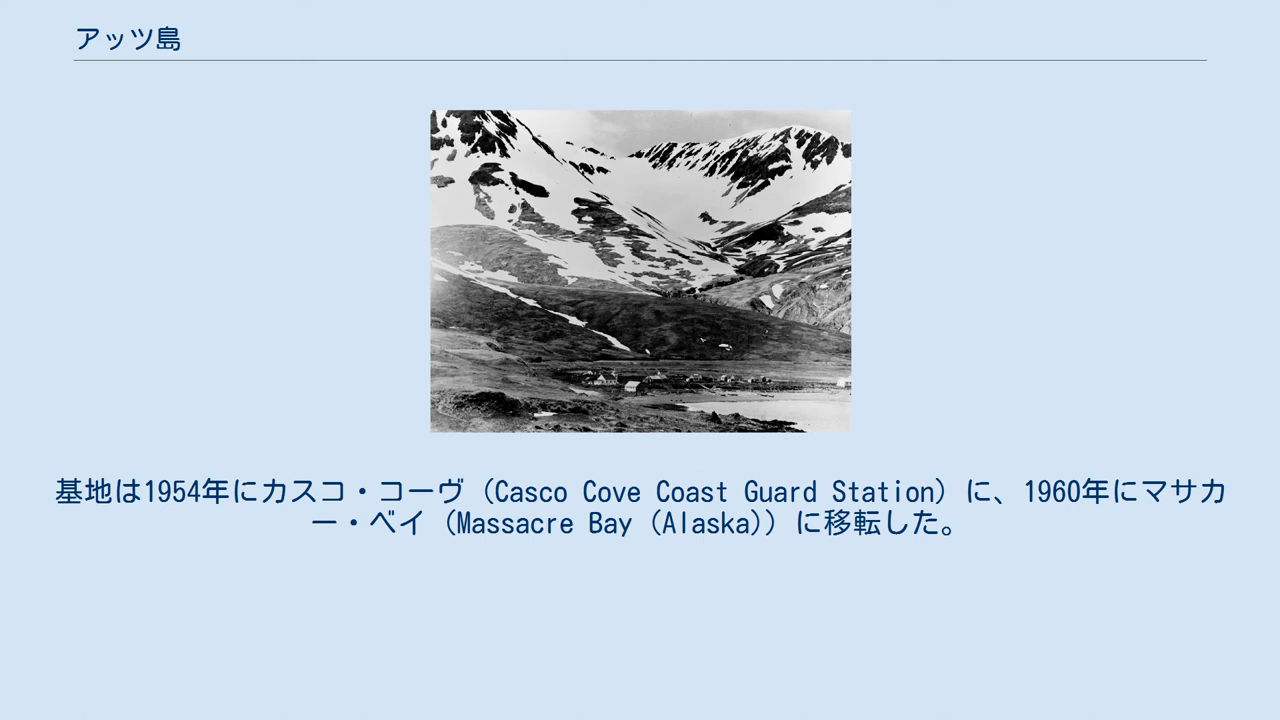 アッツ島
基地は1954年にカスコ・コーヴ（Casco Cove Coast Guard Station）に、1960年にマサカ
ー・ベイ（Massacre Bay (Alaska)）に移転した。